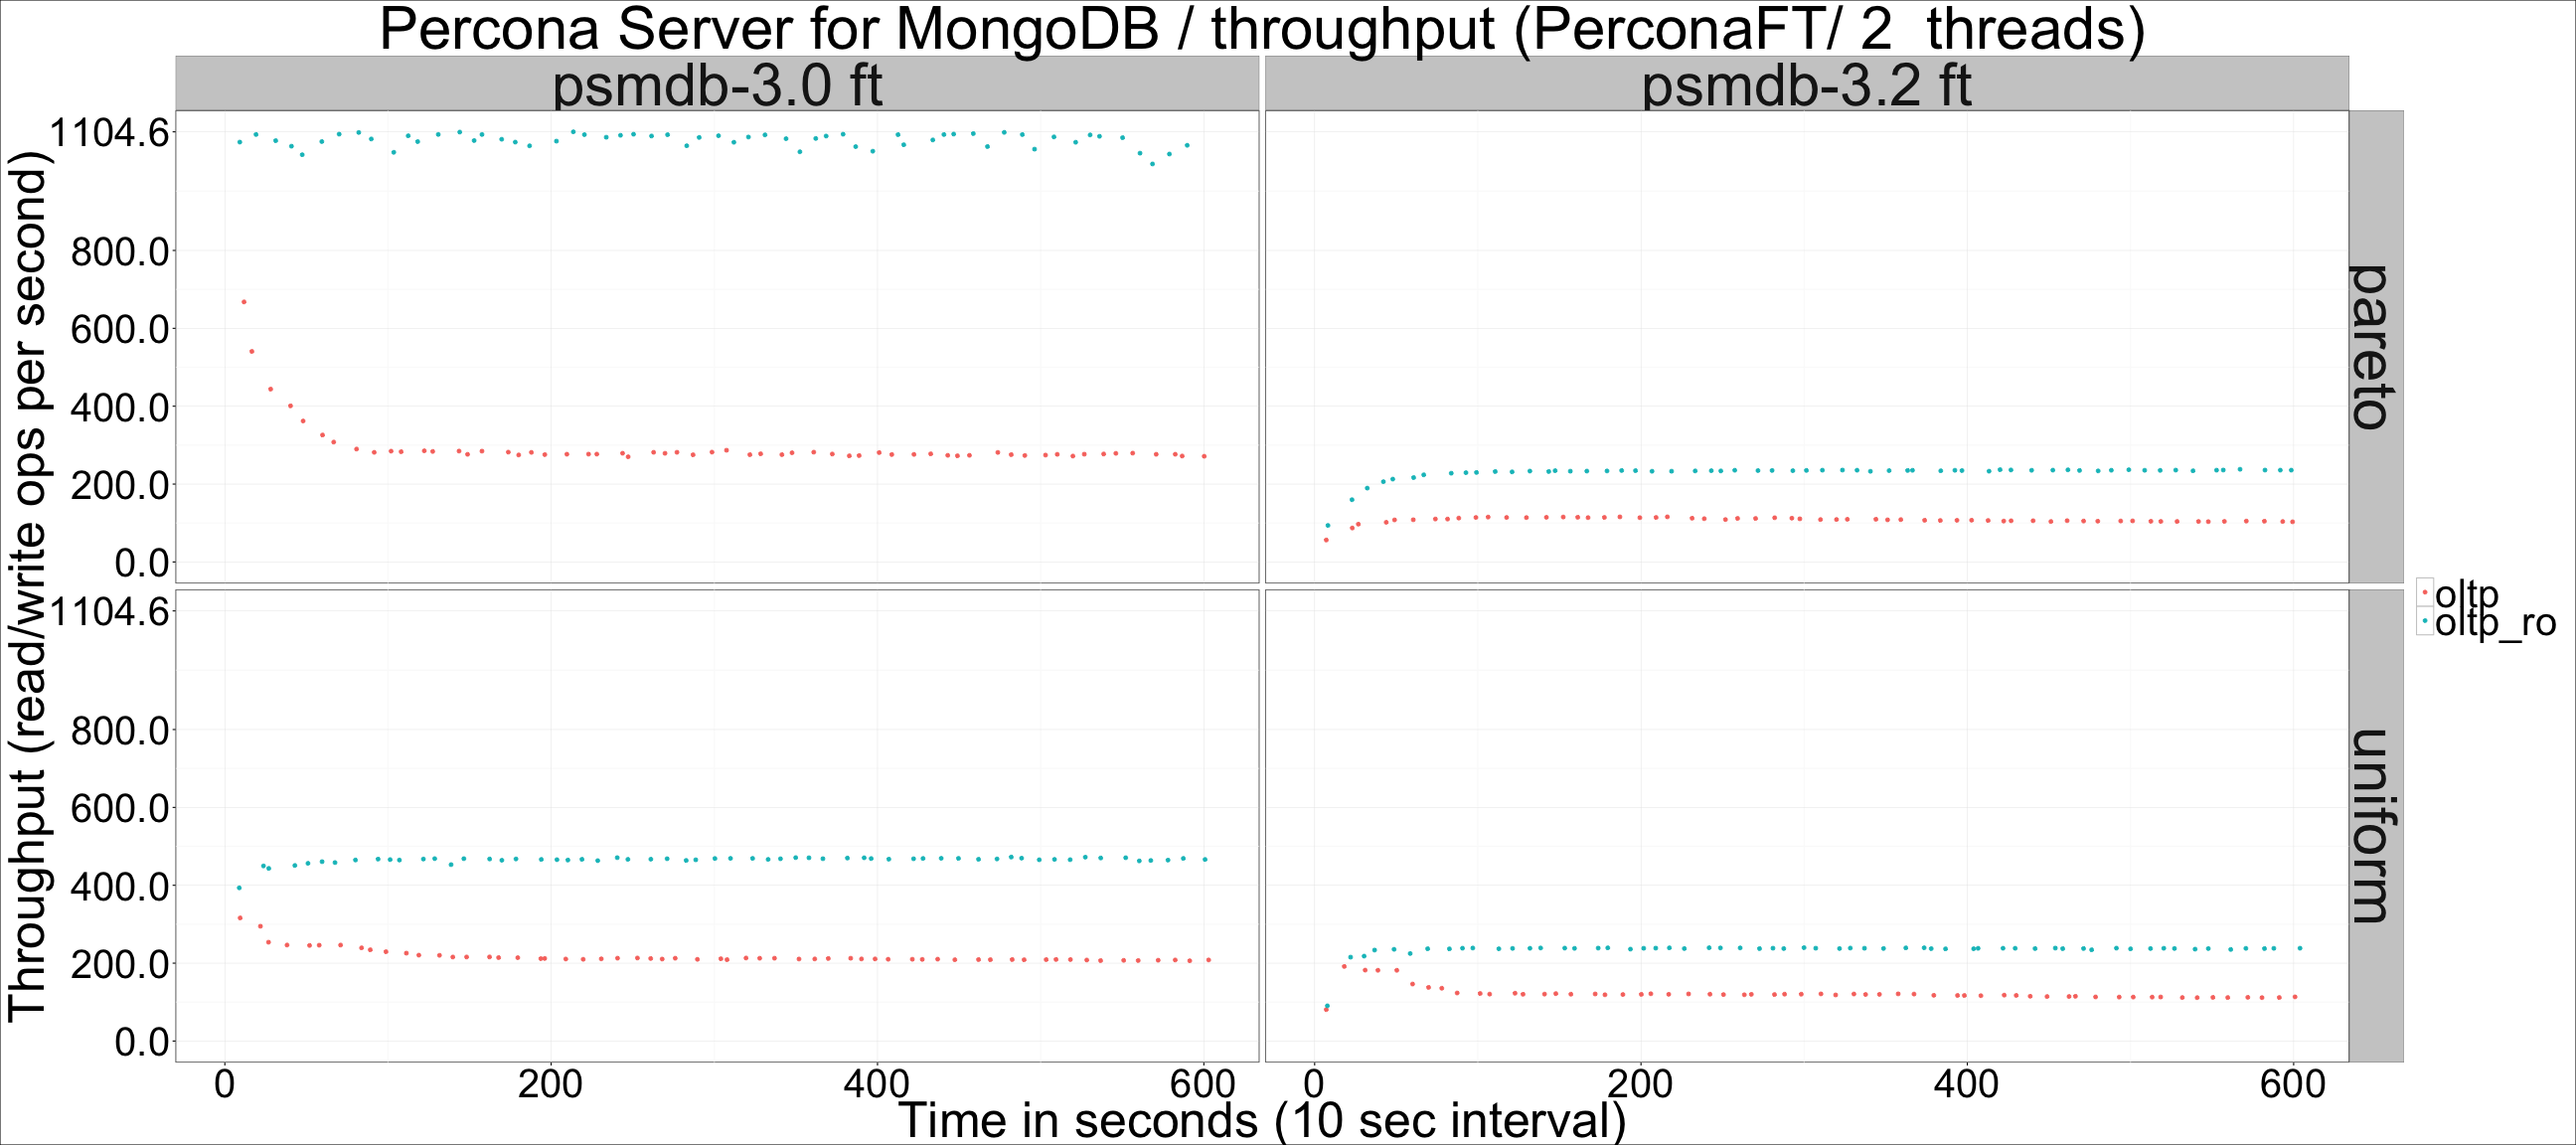 Percona Server for MongoDB / throughput (PerconaFT/ 2  threads)
psmdb-3.0 ft
psmdb-3.2 ft
Throughput (read/write ops per second)
1104.6
800.0
600.0
400.0
200.0
0.0
pareto
1104.6
800.0
600.0
400.0
200.0
0.0
uniform
oltp
oltp_ro
0 200 400 600
0 200 400 600
Time in seconds (10 sec interval)